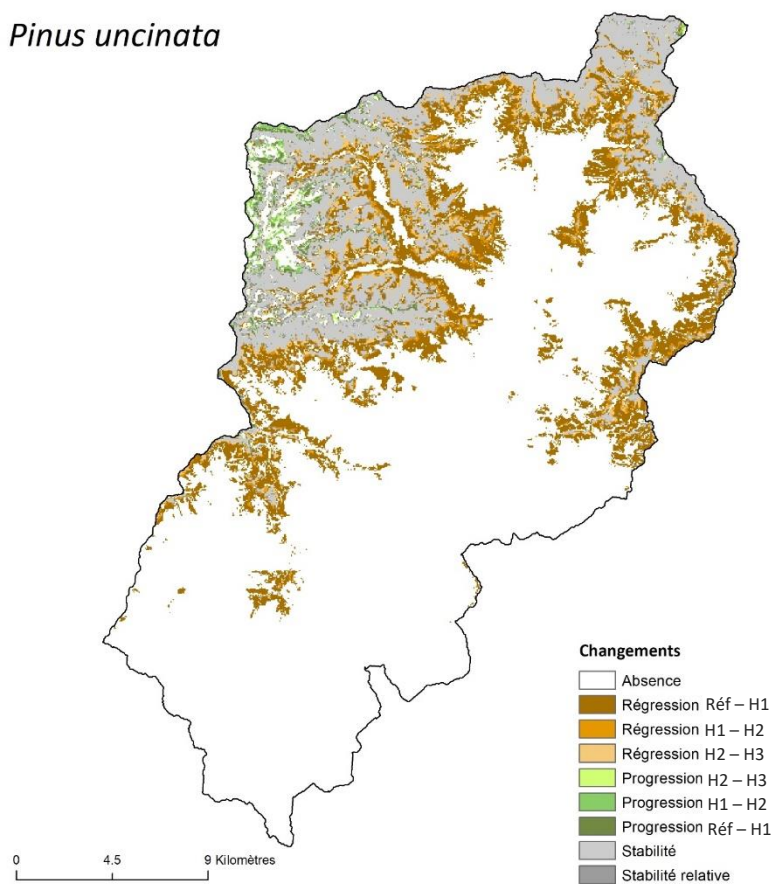 Pinus uncinata
Changements
Absence
Régression Réf – H1
Régression H1 – H2
Régression H2 – H3
Progression H2 – H3
Progression H1 – H2
Progression Réf – H1
Stabilité
Stabilité relative
0 4.5 9 Kilomètres